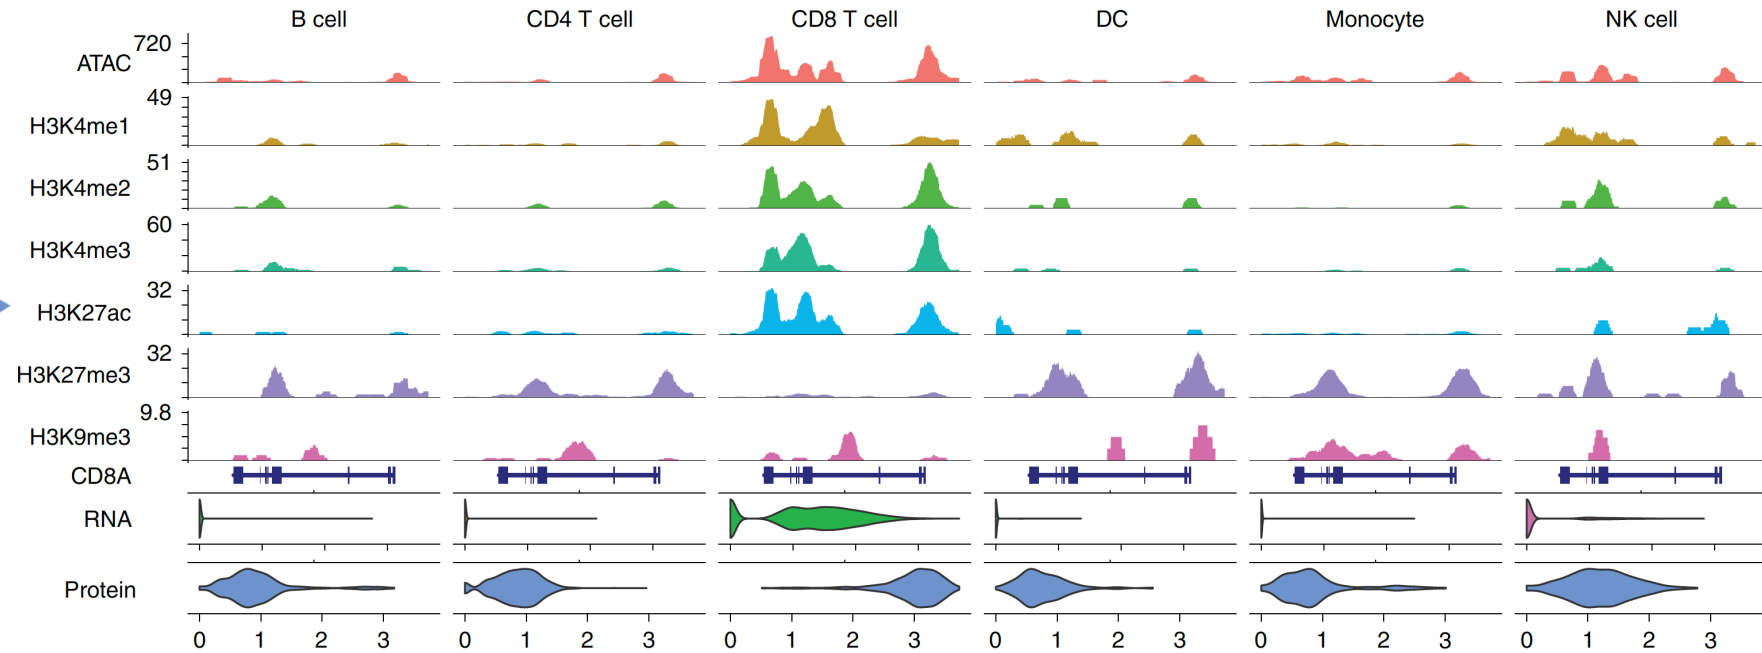 B cell CD4 T cell CD8 T cell DC Monocyte NK cell
720
ATAC
49
H3K4me1
51
H3K4me2
60
H3K4me3
32
H3K27ac
32
H3K27me3
9.8
H3K9me3
CD8A
RNA
Protein
0 1 2 3 0 1 2 3 0 1 2 3 0 1 2 3 0 1 2 3 0 1 2 3